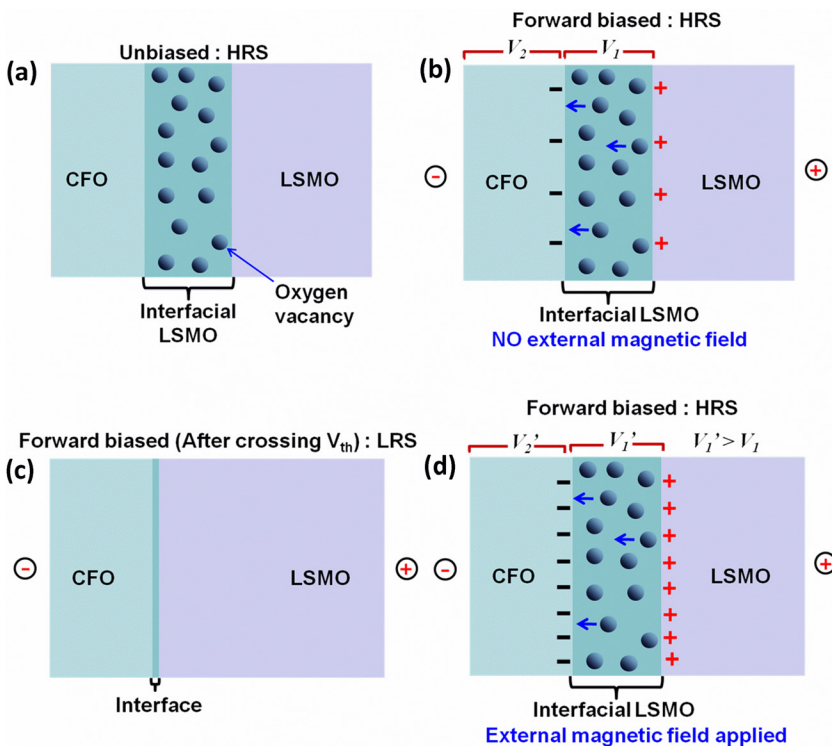 Unbiased : HRS
(a)
CFO
LSMO
Interfacial
LSMO
Oxygen
vacancy
Forward biased : HRS
V2 V1
(b)
- CFO LSMO +
Interfacial LSMO
NO external magnetic field
Forward biased (After crossing Vth) : LRS
(c)
- CFO LSMO +
Interface
Forward biased : HRS
V2' V1' V1' > V1
(d)
- CFO LSMO +
Interfacial LSMO
External magnetic field applied